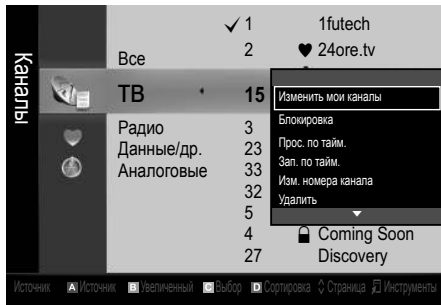 Каналы
✓ 1 1futech
Все 2 ♥ 24ore.tv
ТВ 15
Изменить мои каналы
Блокировка
Прос. по тайм.
Зап. по тайм.
Изм. номера канала
Удалить
Радио 3
Данные/др. 23
Аналоговые 33
32
5
4 Coming Soon
27 Discovery
Источник A Источник B Увеличенный C Выбор D Сортировка Страница Инструменты